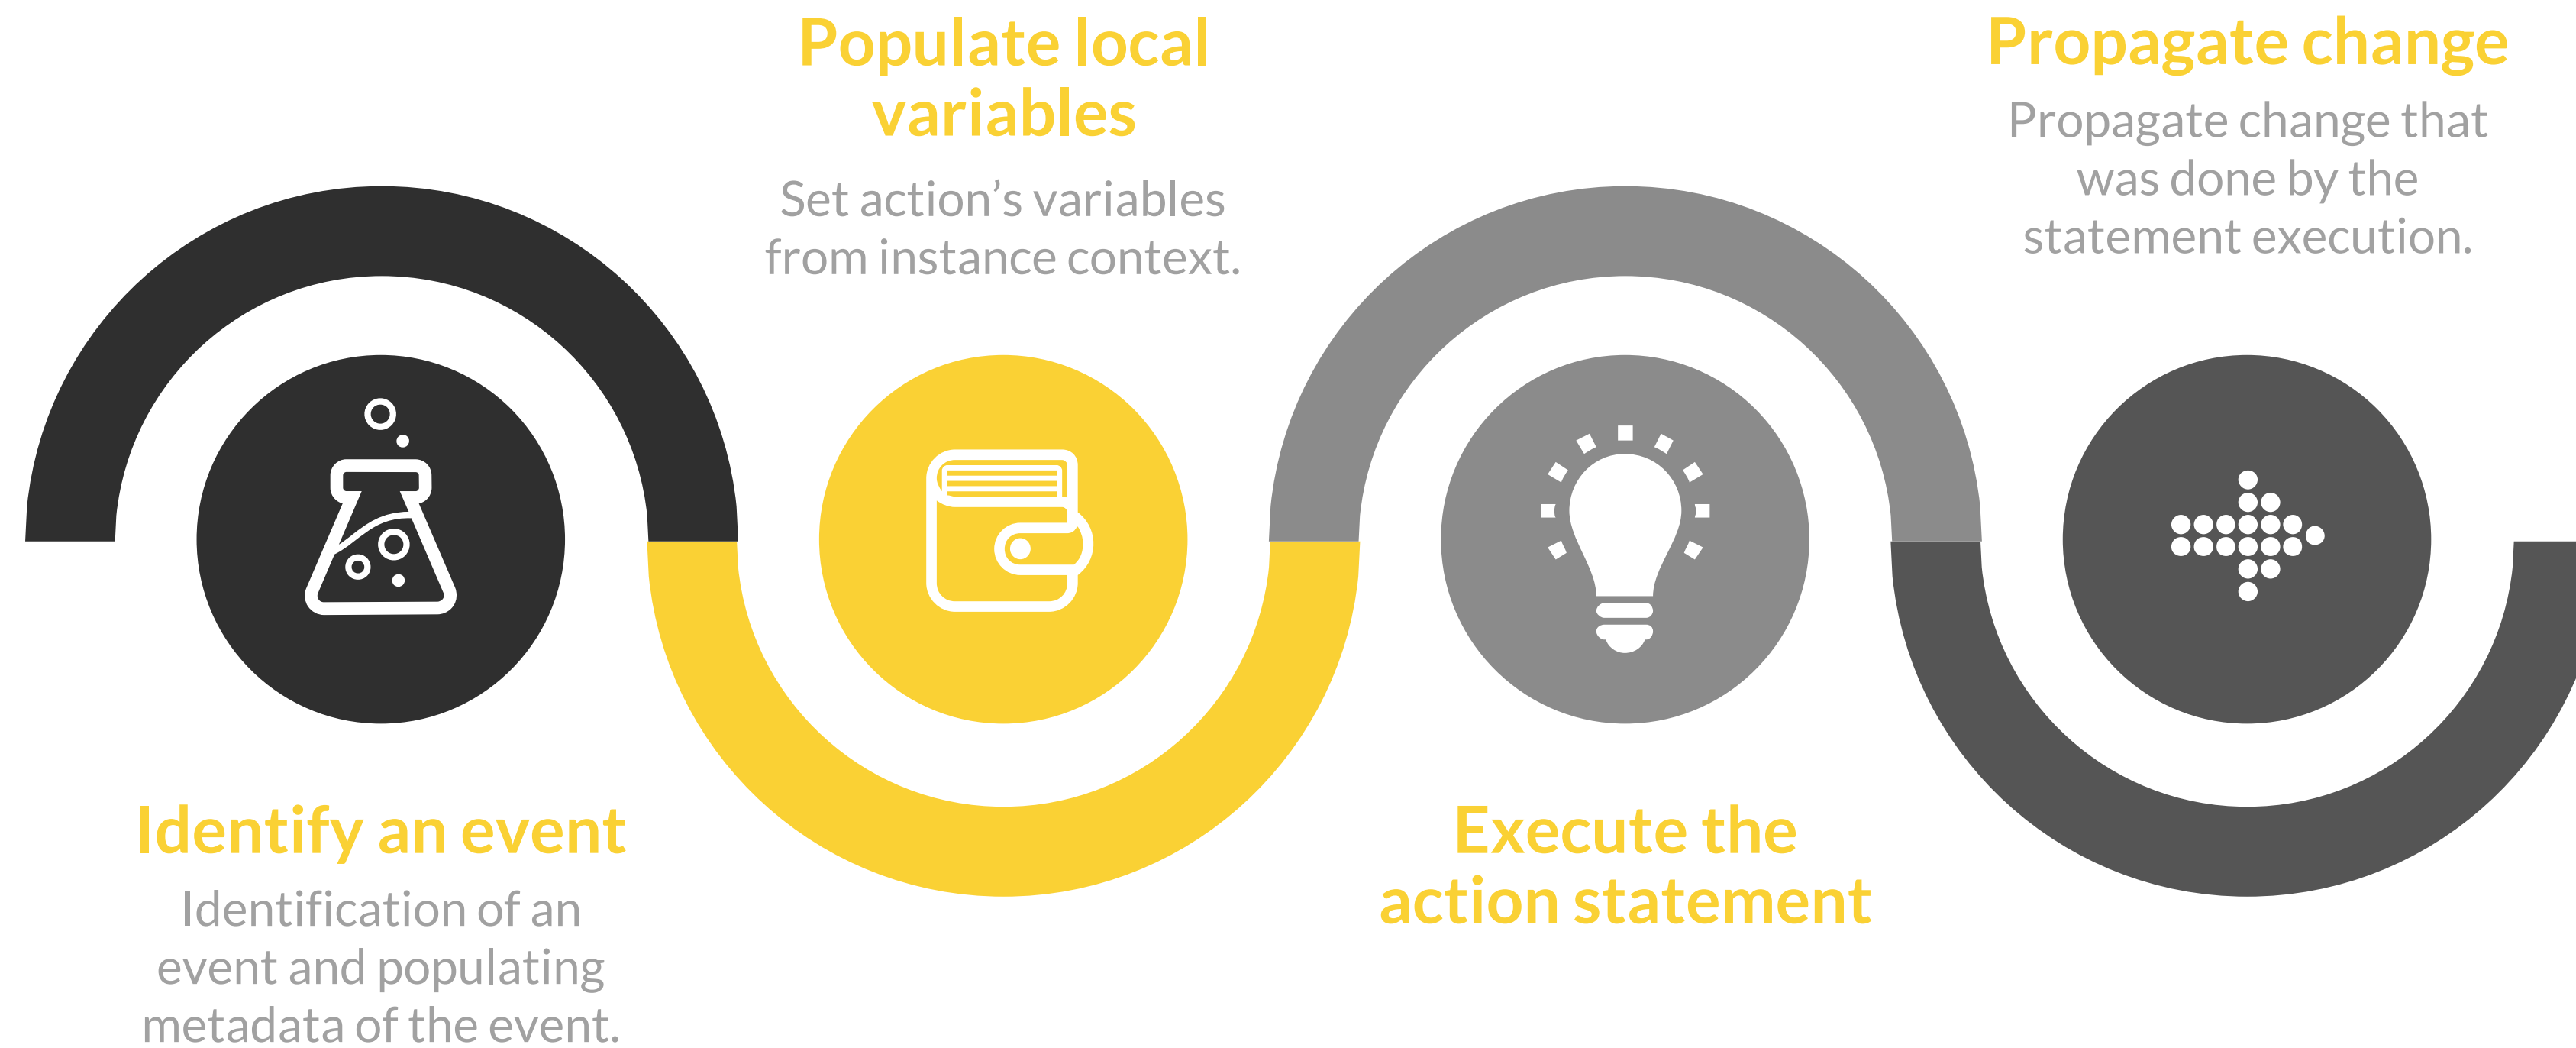 Identify an event
Identification of an
event and populating
metadata of the event.
Populate local
variables
Set action’s variables
from instance context.
Execute the
action statement
Propagate change
Propagate change that
was done by the
statement execution.